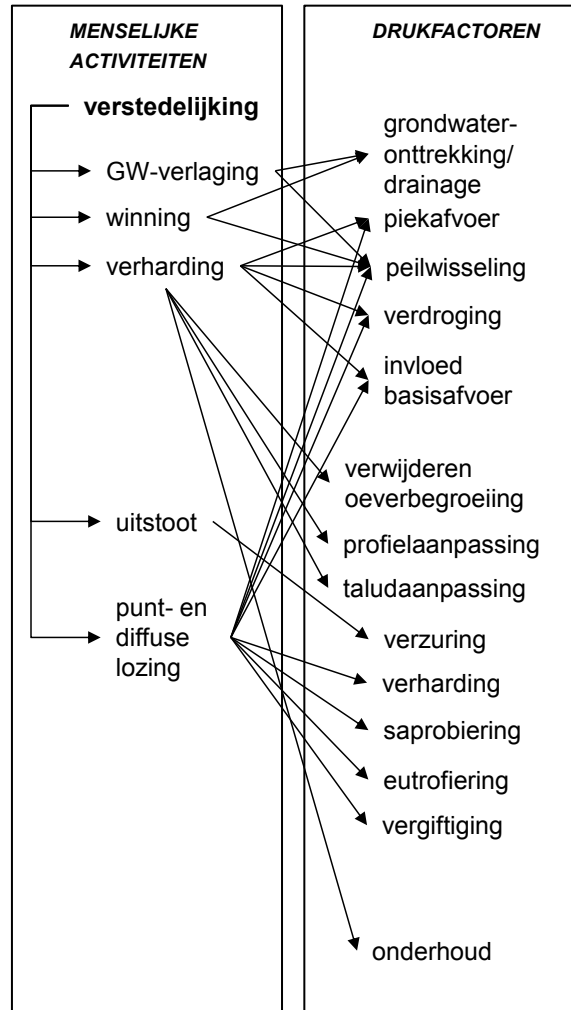 MENSELIJKE
ACTIVITEITEN
verstedelijking
GW-verlaging
winning
verharding
uitstoot
punt- en
diffuse
lozing
DRUKFACTOREN
grondwater-
onttrekking/
drainage
piekafvoer
peilwisseling
verdroging
invloed
basisafvoer
verwijderen
oeverbegroeiing
profielaanpassing
taludaanpassing
verzuring
verharding
saprobiering
eutrofiering
vergiftiging
onderhoud